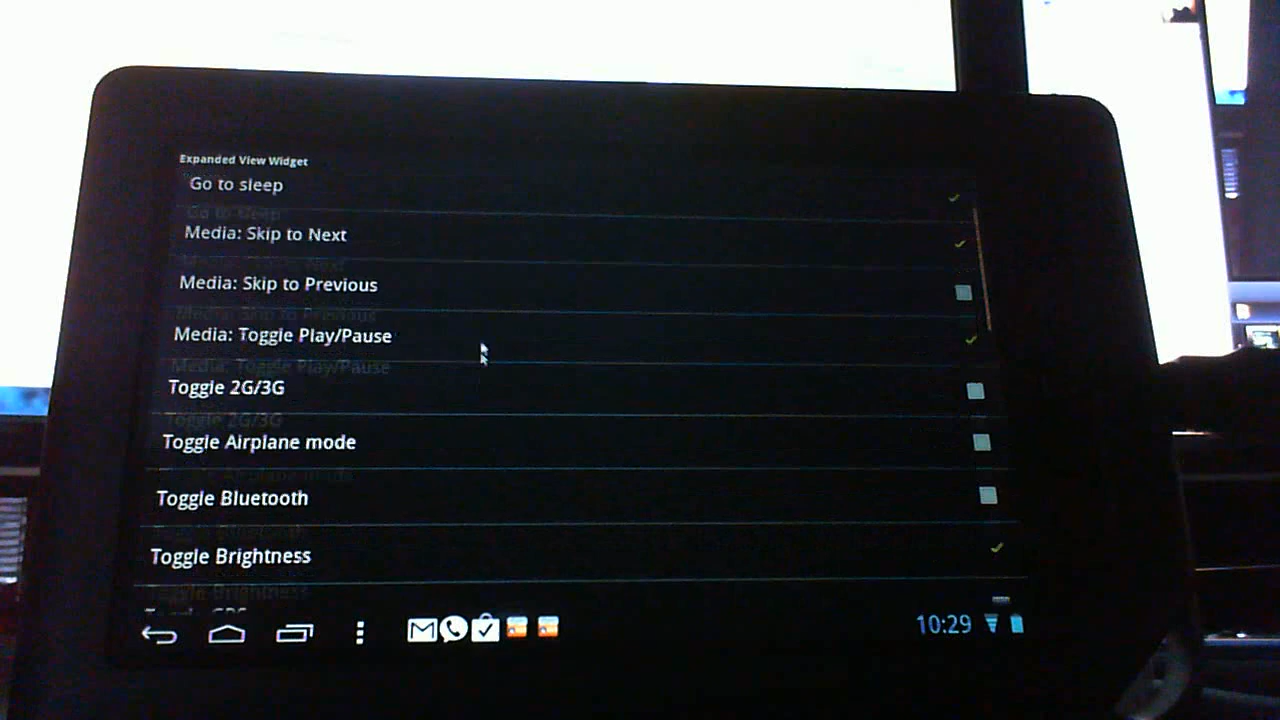 Expanded View Widget
Go to sleep
Media: Skip to Next
Media: Skip to Previous
Media: Toggle Play/Pause
Toggle 2G/3G
Toggle Airplane mode
Toggle Bluetooth
Toggle Brightness
10:29